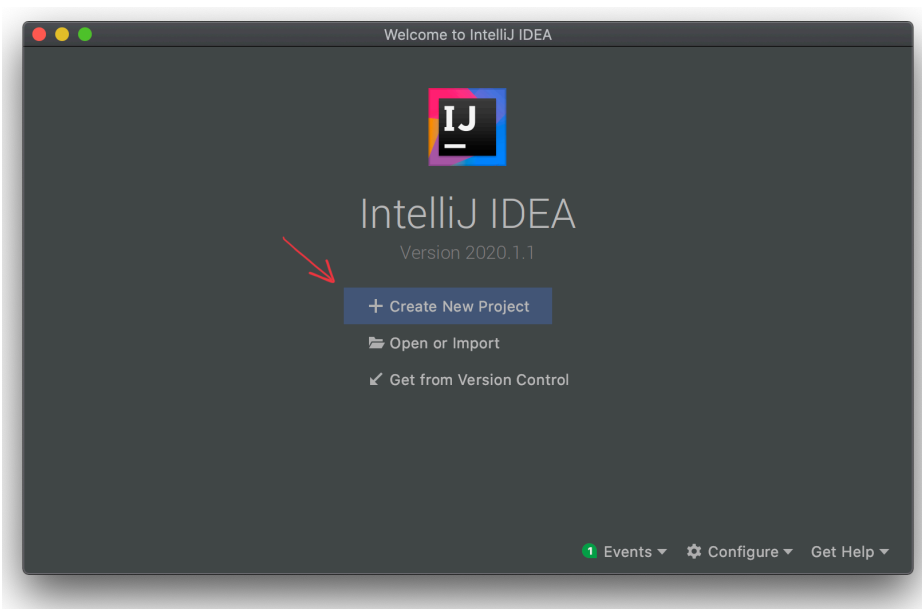 Welcome to IntelliJ IDEA
IJ
IntelliJ IDEA
Version 2020.1.1
Create New Project
Open or Import
Get from Version Control
1 Events Configure Get Help